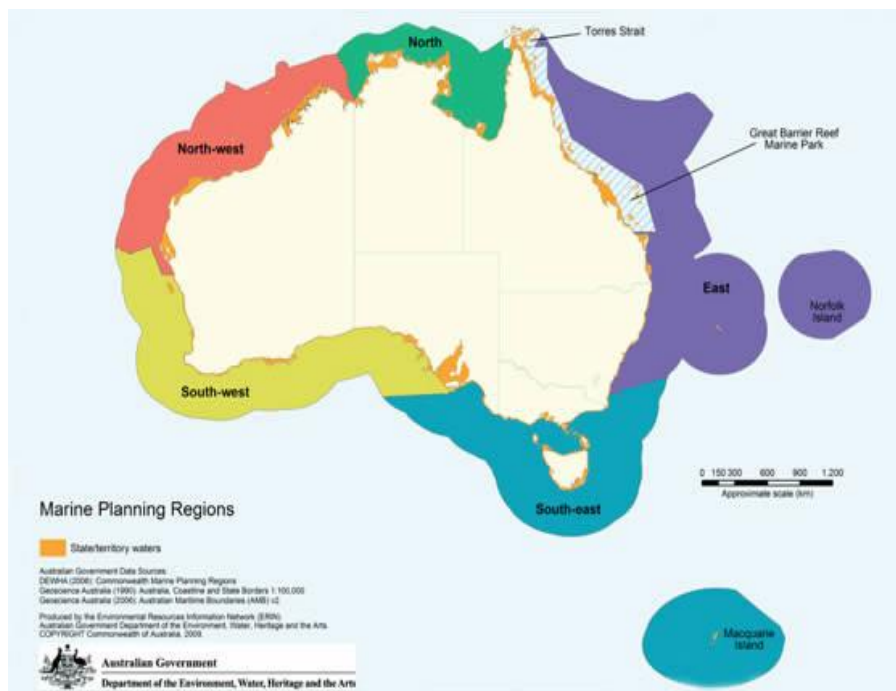 North
Torres Strait
Great Barrier Reef
Marine Park
North-west
East
Norfolk
Island
South-west
0 150 300 600 900 1,200
Approximate scale (km)
South-east
Marine Planning Regions
State/territory waters
Australian Government Data Sources:
DEWHA (2006): Commonwealth Marine Planning Regions
Geoscience Australia (1990): Australia, Coastline and State Borders 1:100,000
Geoscience Australia (2006): Australian Maritime Boundaries (AMB) v2
Produced by the Environmental Resources Information Network (ERIN)
Australian Government Department of the Environment, Water, Heritage and the Arts
COPYRIGHT Commonwealth of Australia, 2009.
Macquarie
Island
Australian Government
Department of the Environment, Water, Heritage and the Arts